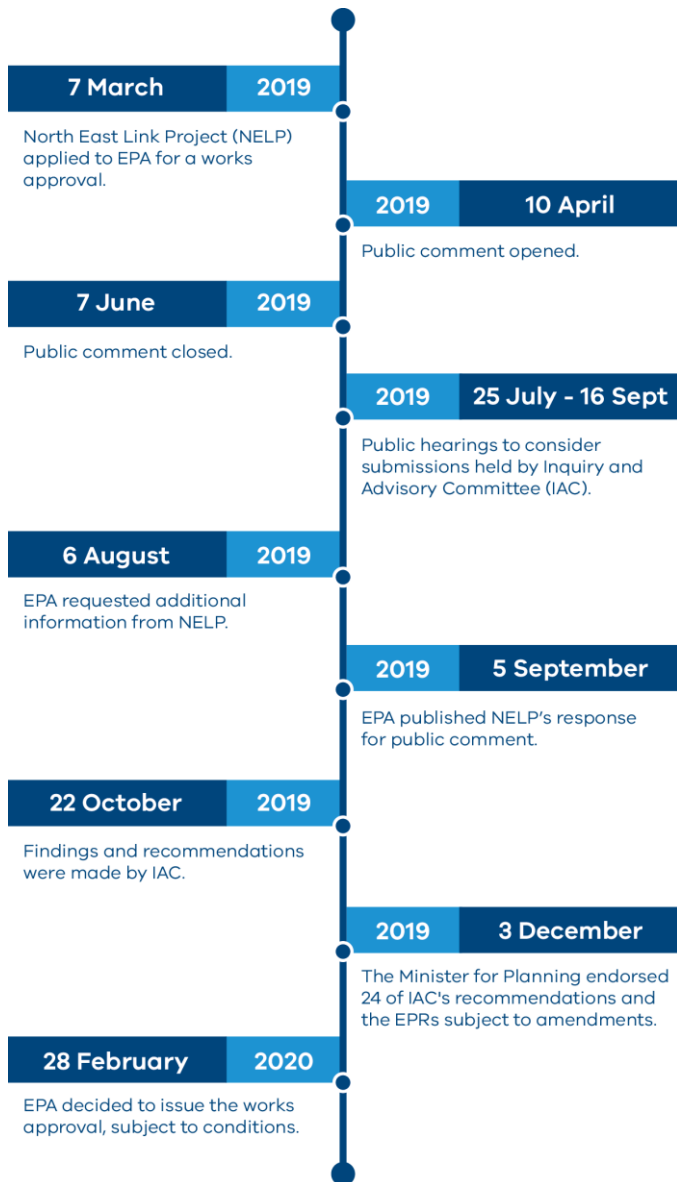 7 March 2019
North East Link Project (NELP)
applied to EPA for a works
approval.
2019 10 April
Public comment opened.
7 June 2019
Public comment closed.
2019 25 July - 16 Sept
Public hearings to consider
submissions held by Inquiry and
Advisory Committee (IAC).
6 August 2019
EPA requested additional
information from NELP.
2019 5 September
EPA published NELP’s response
for public comment.
22 October 2019
Findings and recommendations
were made by IAC.
2019 3 December
The Minister for Planning endorsed
24 of IAC's recommendations and
the EPRs subject to amendments.
28 February 2020
EPA decided to issue the works
approval, subject to conditions.